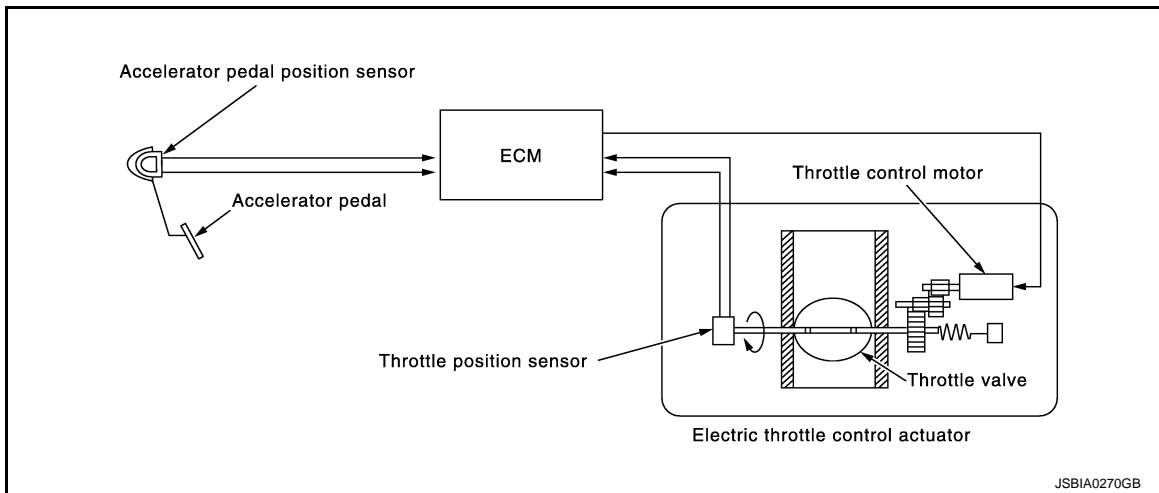 Accelerator pedal position sensor
ECM
Throttle control motor
Accelerator pedal
Throttle position sensor
Throttle valve
Electric throttle control actuator
JSBIA0270GB